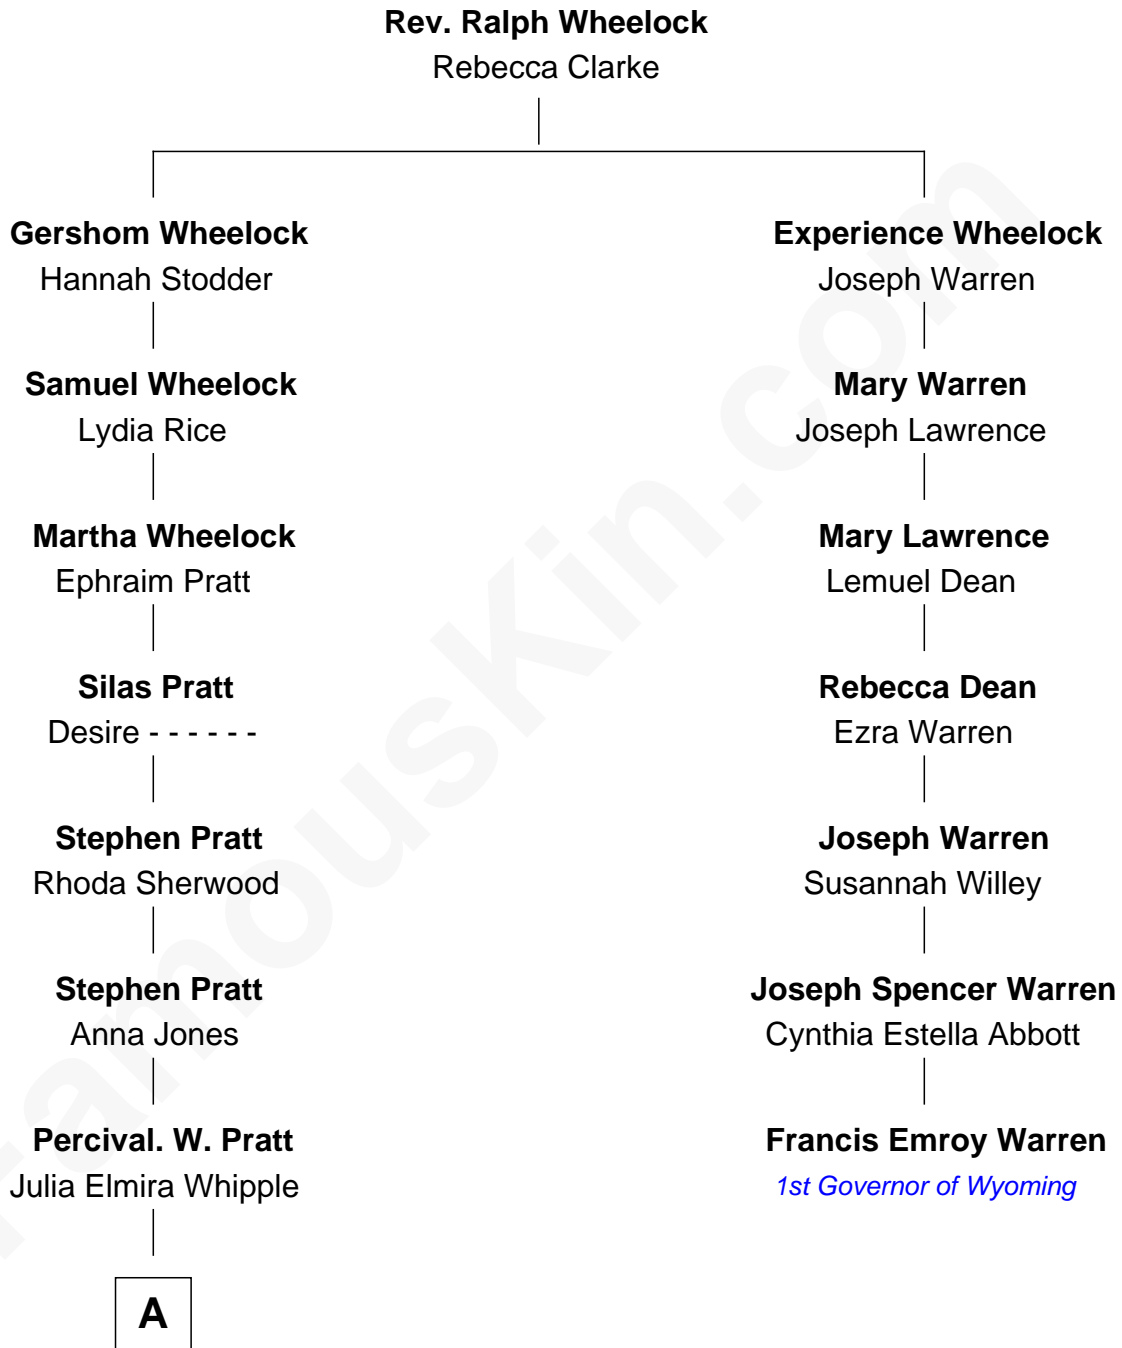 Rev. Ralph Wheelock
Rebecca Clarke
Gershom Wheelock
Hannah Stodder
Experience Wheelock
Joseph Warren
Samuel Wheelock
Lydia Rice
Mary Warren
Joseph Lawrence
Martha Wheelock
Ephraim Pratt
Mary Lawrence
Lemuel Dean
Silas Pratt
Desire - - - - - -
Rebecca Dean
Ezra Warren
Stephen Pratt
Rhoda Sherwood
Joseph Warren
Susannah Willey
Stephen Pratt
Anna Jones
Joseph Spencer Warren
Cynthia Estella Abbott
Percival. W. Pratt
Julia Elmira Whipple
Francis Emroy Warren
1st Governor of Wyoming
A
FamousKin.com